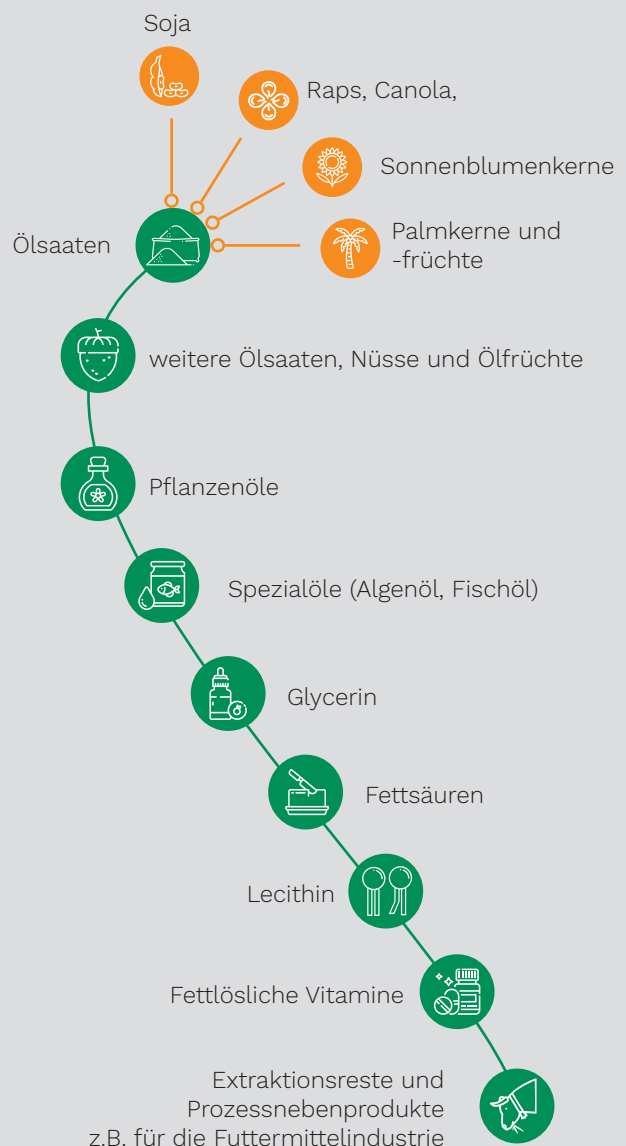 Soja
Raps, Canola,
Sonnenblumenkerne
Ölsaaten
Palmkerne und
-früchte
weitere Ölsaaten, Nüsse und Ölfrüchte
Pflanzenöle
Spezialöle (Algenöl, Fischöl)
Glycerin
Fettsäuren
Lecithin
Fettlösliche Vitamine
Extraktionsreste und
Prozessnebenprodukte
z.B. für die Futtermittelindustrie